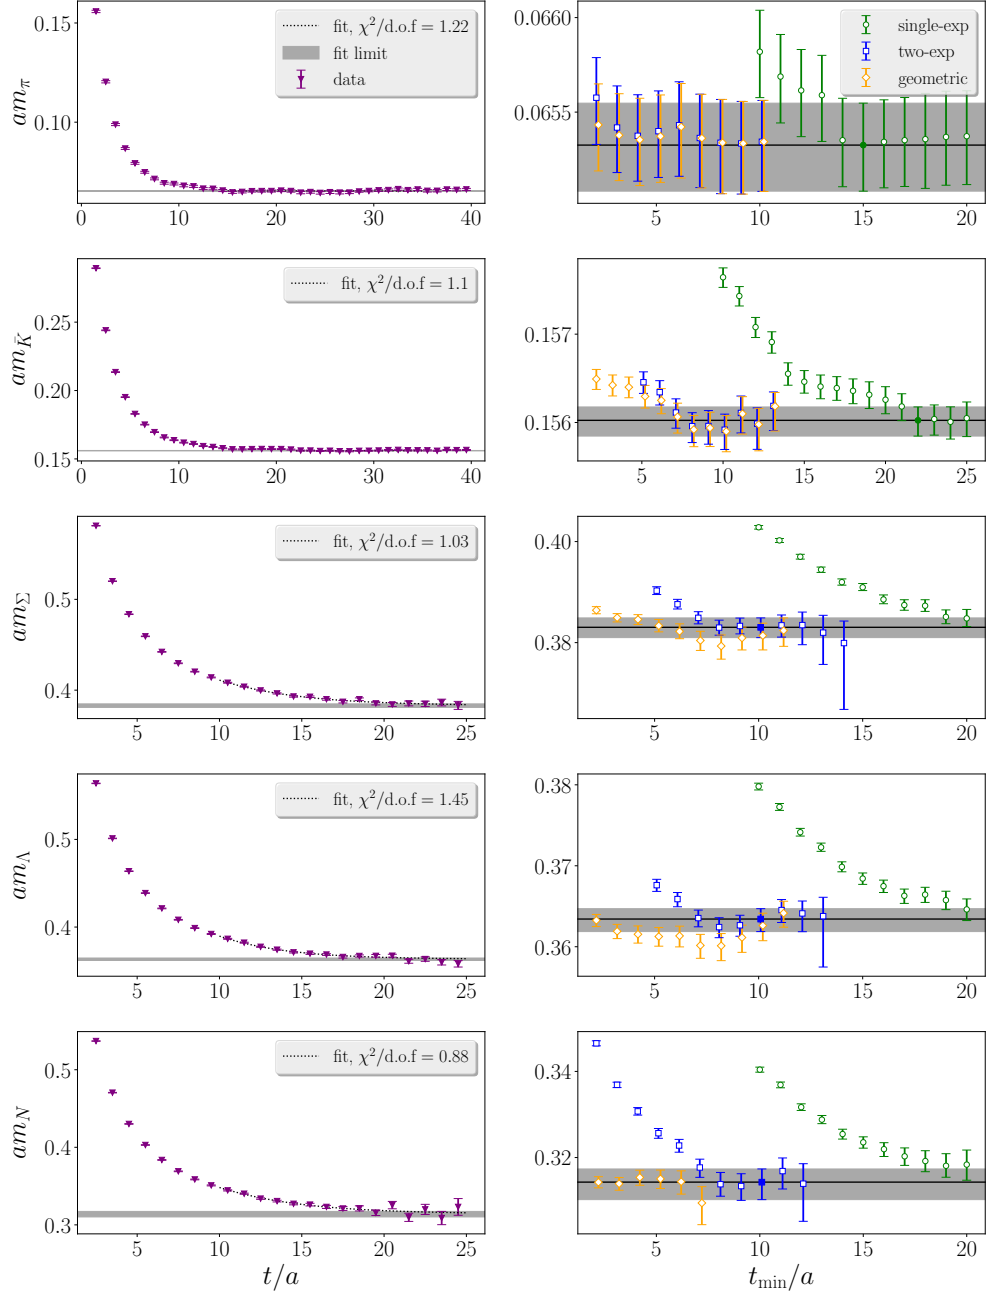 0.15
0.10
am_π
fit, χ²/d.o.f = 1.22
fit limit
data
0 10 20 30 40
0.0660
0.0655
single-exp
two-exp
geometric
5 10 15 20
0.25
0.20
0.15
am_K̄
fit, χ²/d.o.f = 1.1
0 10 20 30 40
0.157
0.156
5 10 15 20 25
0.5
0.4
am_Σ
fit, χ²/d.o.f = 1.03
5 10 15 20 25
0.40
0.38
5 10 15 20
0.5
0.4
am_Λ
fit, χ²/d.o.f = 1.45
5 10 15 20 25
0.38
0.37
0.36
5 10 15 20
0.5
0.4
0.3
am_N
fit, χ²/d.o.f = 0.88
5 10 15 20 25
t/a
0.34
0.32
5 10 15 20
t_min/a